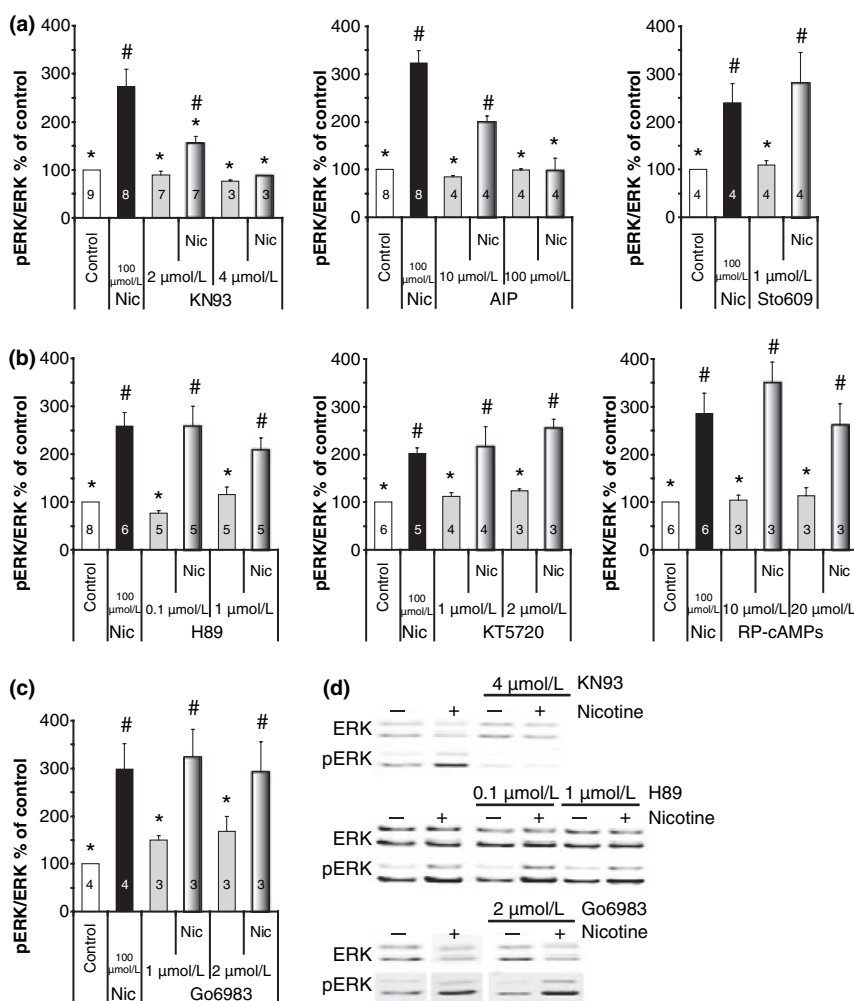 (a)
pERK/ERK % of control
400
300
200
100
0
* # * # * * *
9 8 7 7 3 3
Control
100 µmol/L
Nic
Nic
Nic
2 µmol/L
4 µmol/L
KN93
pERK/ERK % of control
400
300
200
100
0
* # * # * *
8 8 4 4 4 4
Control
100 µmol/L
Nic
Nic
Nic
10 µmol/L
100 µmol/L
AIP
pERK/ERK % of control
400
300
200
100
0
* # * #
4 4 4 4
Control
100 µmol/L
Nic
Nic
1 µmol/L
Sto609
(b)
pERK/ERK % of control
400
300
200
100
0
* # * # * #
8 6 5 5 5 5
Control
100 µmol/L
Nic
Nic
Nic
0.1 µmol/L
1 µmol/L
H89
pERK/ERK % of control
400
300
200
100
0
* # * # * #
6 5 4 4 3 3
Control
100 µmol/L
Nic
Nic
Nic
1 µmol/L
2 µmol/L
KT5720
pERK/ERK % of control
400
300
200
100
0
* # * # * #
6 6 3 3 3 3
Control
100 µmol/L
Nic
Nic
Nic
10 µmol/L
20 µmol/L
RP-cAMPs
(c)
pERK/ERK % of control
400
300
200
100
0
* # * # * #
4 4 3 3 3 3
Control
100 µmol/L
Nic
Nic
Nic
1 µmol/L
2 µmol/L
Go6983
(d)
4 µmol/L KN93
– + – + Nicotine
ERK
pERK
0.1 µmol/L 1 µmol/L H89
– + – + – + Nicotine
ERK
pERK
2 µmol/L Go6983
– + – + Nicotine
ERK
pERK